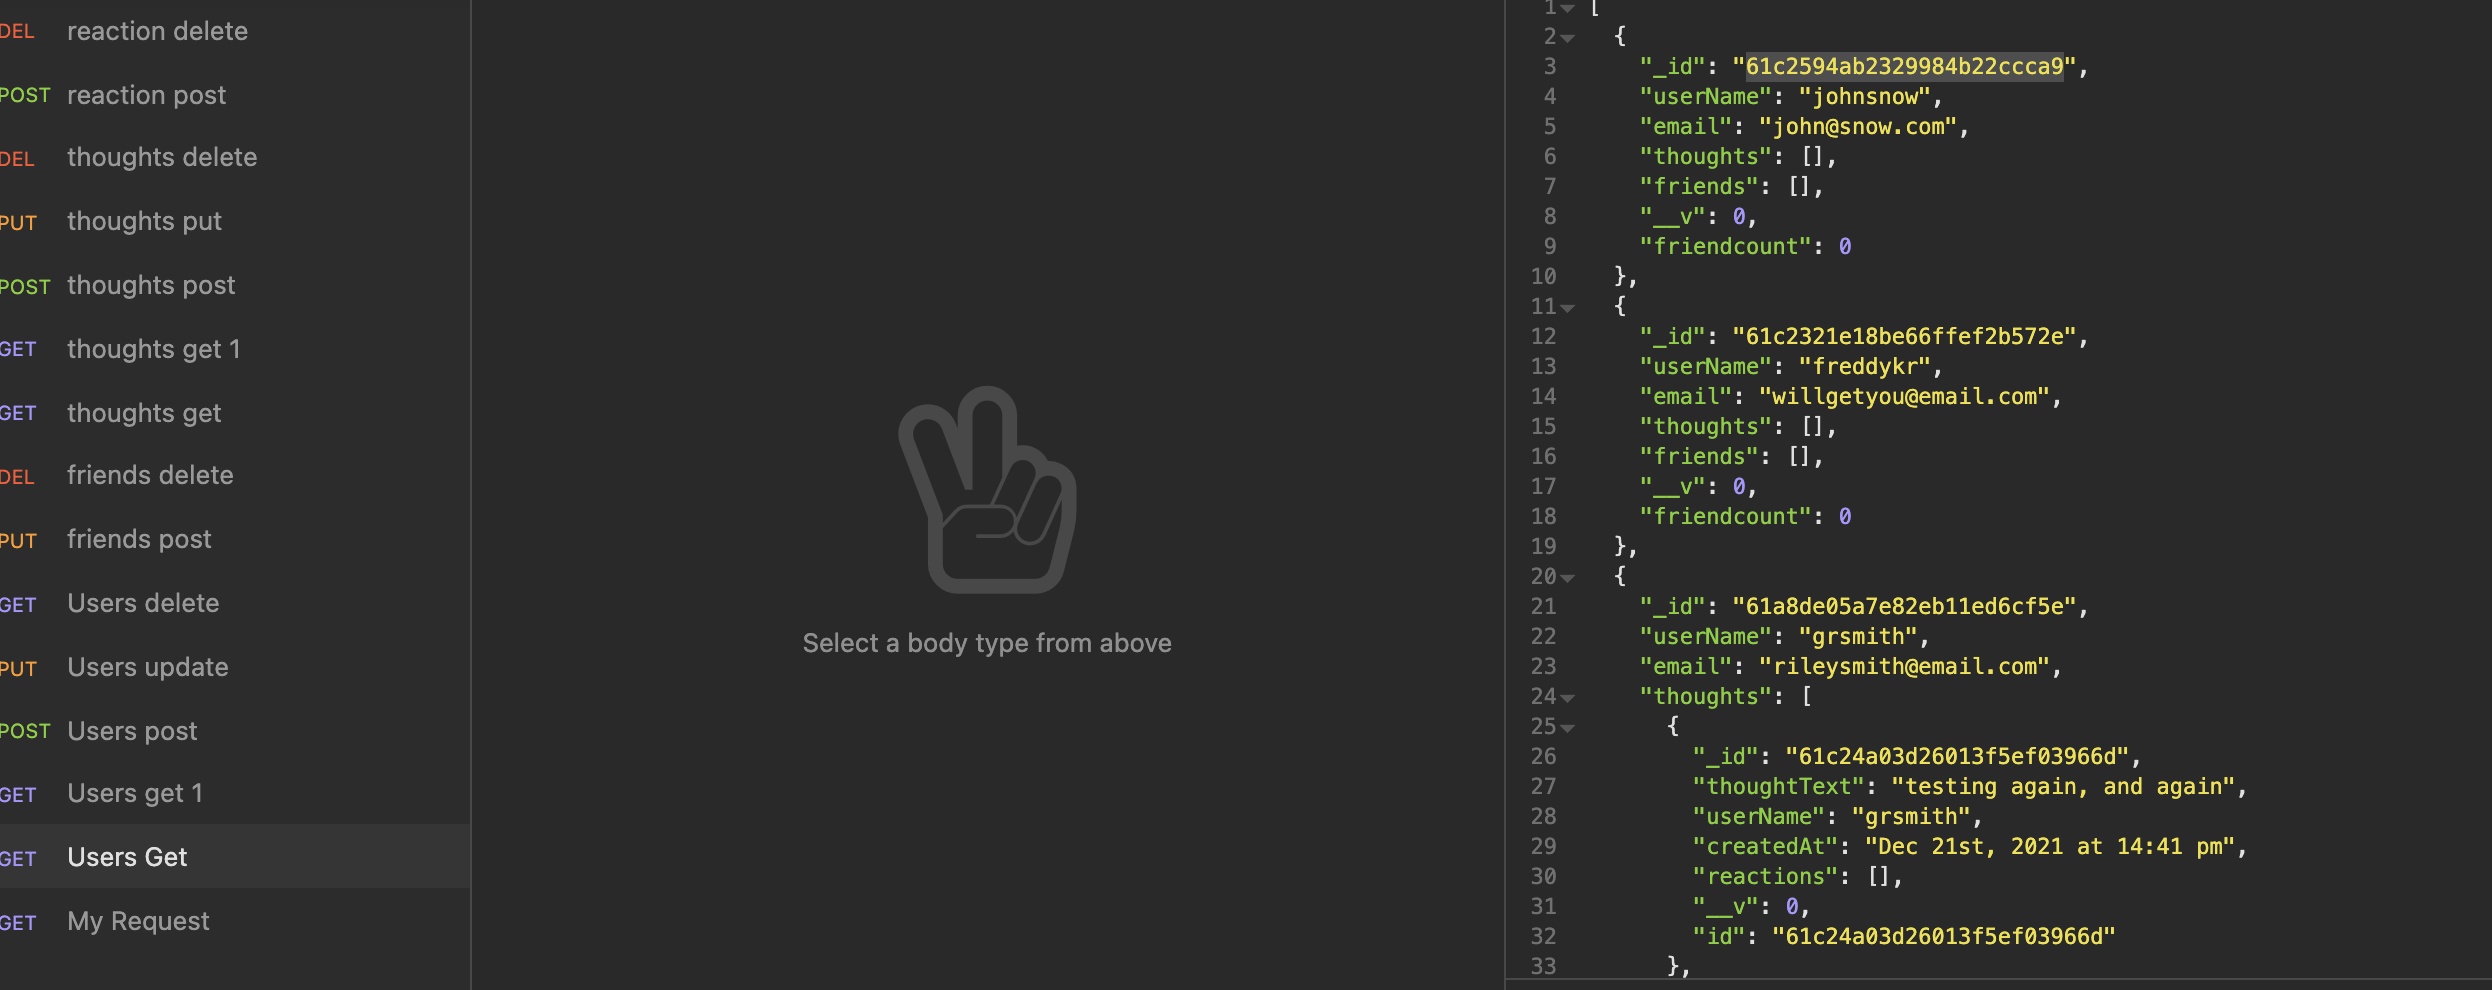 DEL reaction delete
POST reaction post
DEL thoughts delete
PUT thoughts put
POST thoughts post
GET thoughts get 1
GET thoughts get
DEL friends delete
PUT friends post
GET Users delete
PUT Users update
POST Users post
GET Users get 1
GET Users Get
GET My Request
Select a body type from above
1 [
2 {
3 "_id": "61c2594ab2329984b22ccca9",
4 "userName": "johnsnow",
5 "email": "john@snow.com",
6 "thoughts": [],
7 "friends": [],
8 "__v": 0,
9 "friendcount": 0
10 },
11 {
12 "_id": "61c2321e18be66ffef2b572e",
13 "userName": "freddykr",
14 "email": "willgetyou@email.com",
15 "thoughts": [],
16 "friends": [],
17 "__v": 0,
18 "friendcount": 0
19 },
20 {
21 "_id": "61a8de05a7e82eb11ed6cf5e",
22 "userName": "grsmith",
23 "email": "rileysmith@email.com",
24 "thoughts": [
25 {
26 "_id": "61c24a03d26013f5ef03966d",
27 "thoughtText": "testing again, and again",
28 "userName": "grsmith",
29 "createdAt": "Dec 21st, 2021 at 14:41 pm",
30 "reactions": [],
31 "__v": 0,
32 "id": "61c24a03d26013f5ef03966d"
33 },